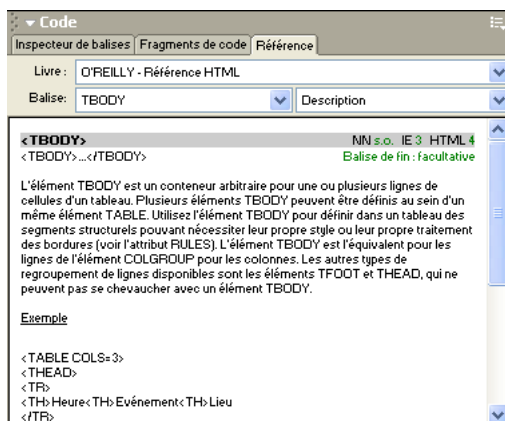 Code
Inspecteur de balises Fragments de code Référence
Livre : O'REILLY - Référence HTML
Balise: TBODY Description
<TBODY> NN s.o. IE 3 HTML 4
<TBODY>...</TBODY> Balise de fin : facultative
L'élément TBODY est un conteneur arbitraire pour une ou plusieurs lignes de
cellules d'un tableau. Plusieurs éléments TBODY peuvent être définis au sein d'un
même élément TABLE. Utilisez l'élément TBODY pour définir dans un tableau des
segments structurels pouvant nécessiter leur propre style ou leur propre traitement
des bordures (voir l'attribut RULES). L'élément TBODY est l'équivalent pour les
lignes de l'élément COLGROUP pour les colonnes. Les autres types de
regroupement de lignes disponibles sont les éléments TFOOT et THEAD, qui ne
peuvent pas se chevaucher avec un élément TBODY.
Exemple
<TABLE COLS=3>
<THEAD>
<TR>
<TH>Heure<TH>Evénement<TH>Lieu
</TR>